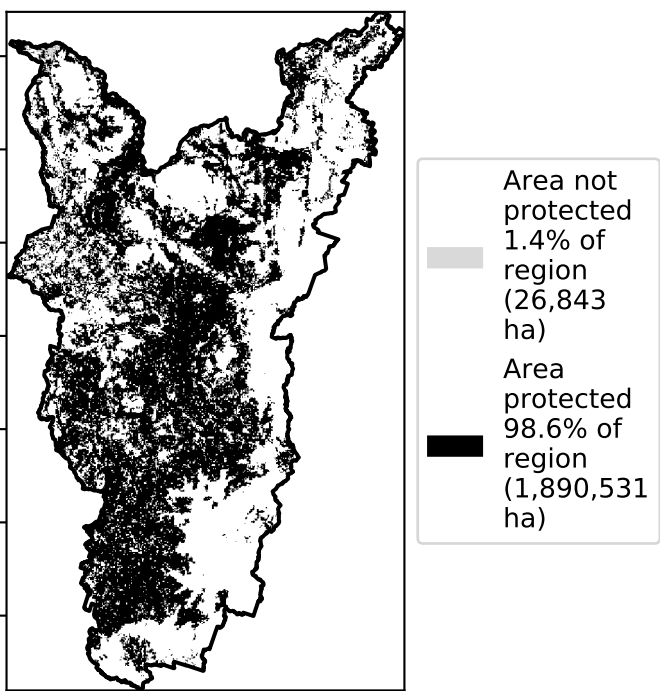 Area not
protected
1.4% of
region
(26,843
ha)
Area
protected
98.6% of
region
(1,890,531
ha)